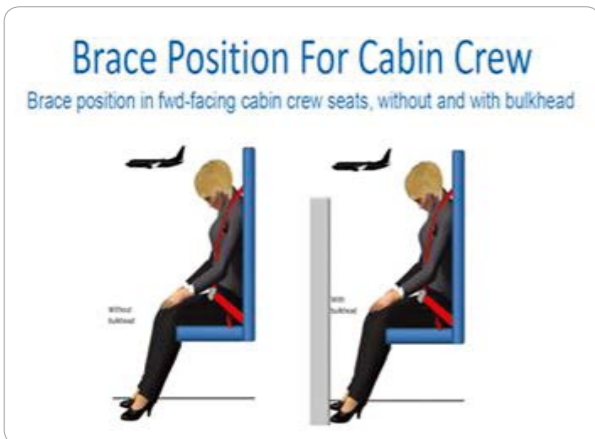 Brace Position For Cabin Crew
Brace position in fwd-facing cabin crew seats, without and with bulkhead
Without
bulkhead
With
bulkhead